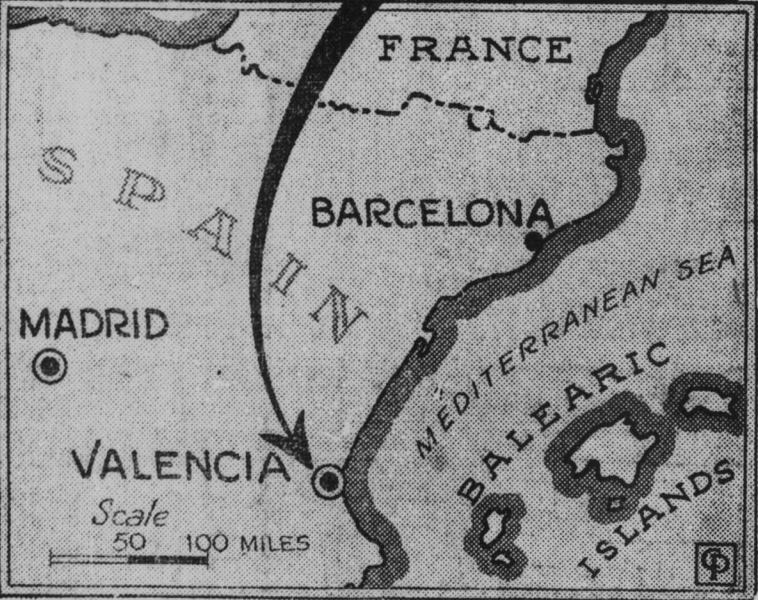 FRANCE
SPAIN
BARCELONA
MADRID
MEDITERRANEAN SEA
BALEARIC
ISLANDS
VALENCIA
Scale
50 100 MILES